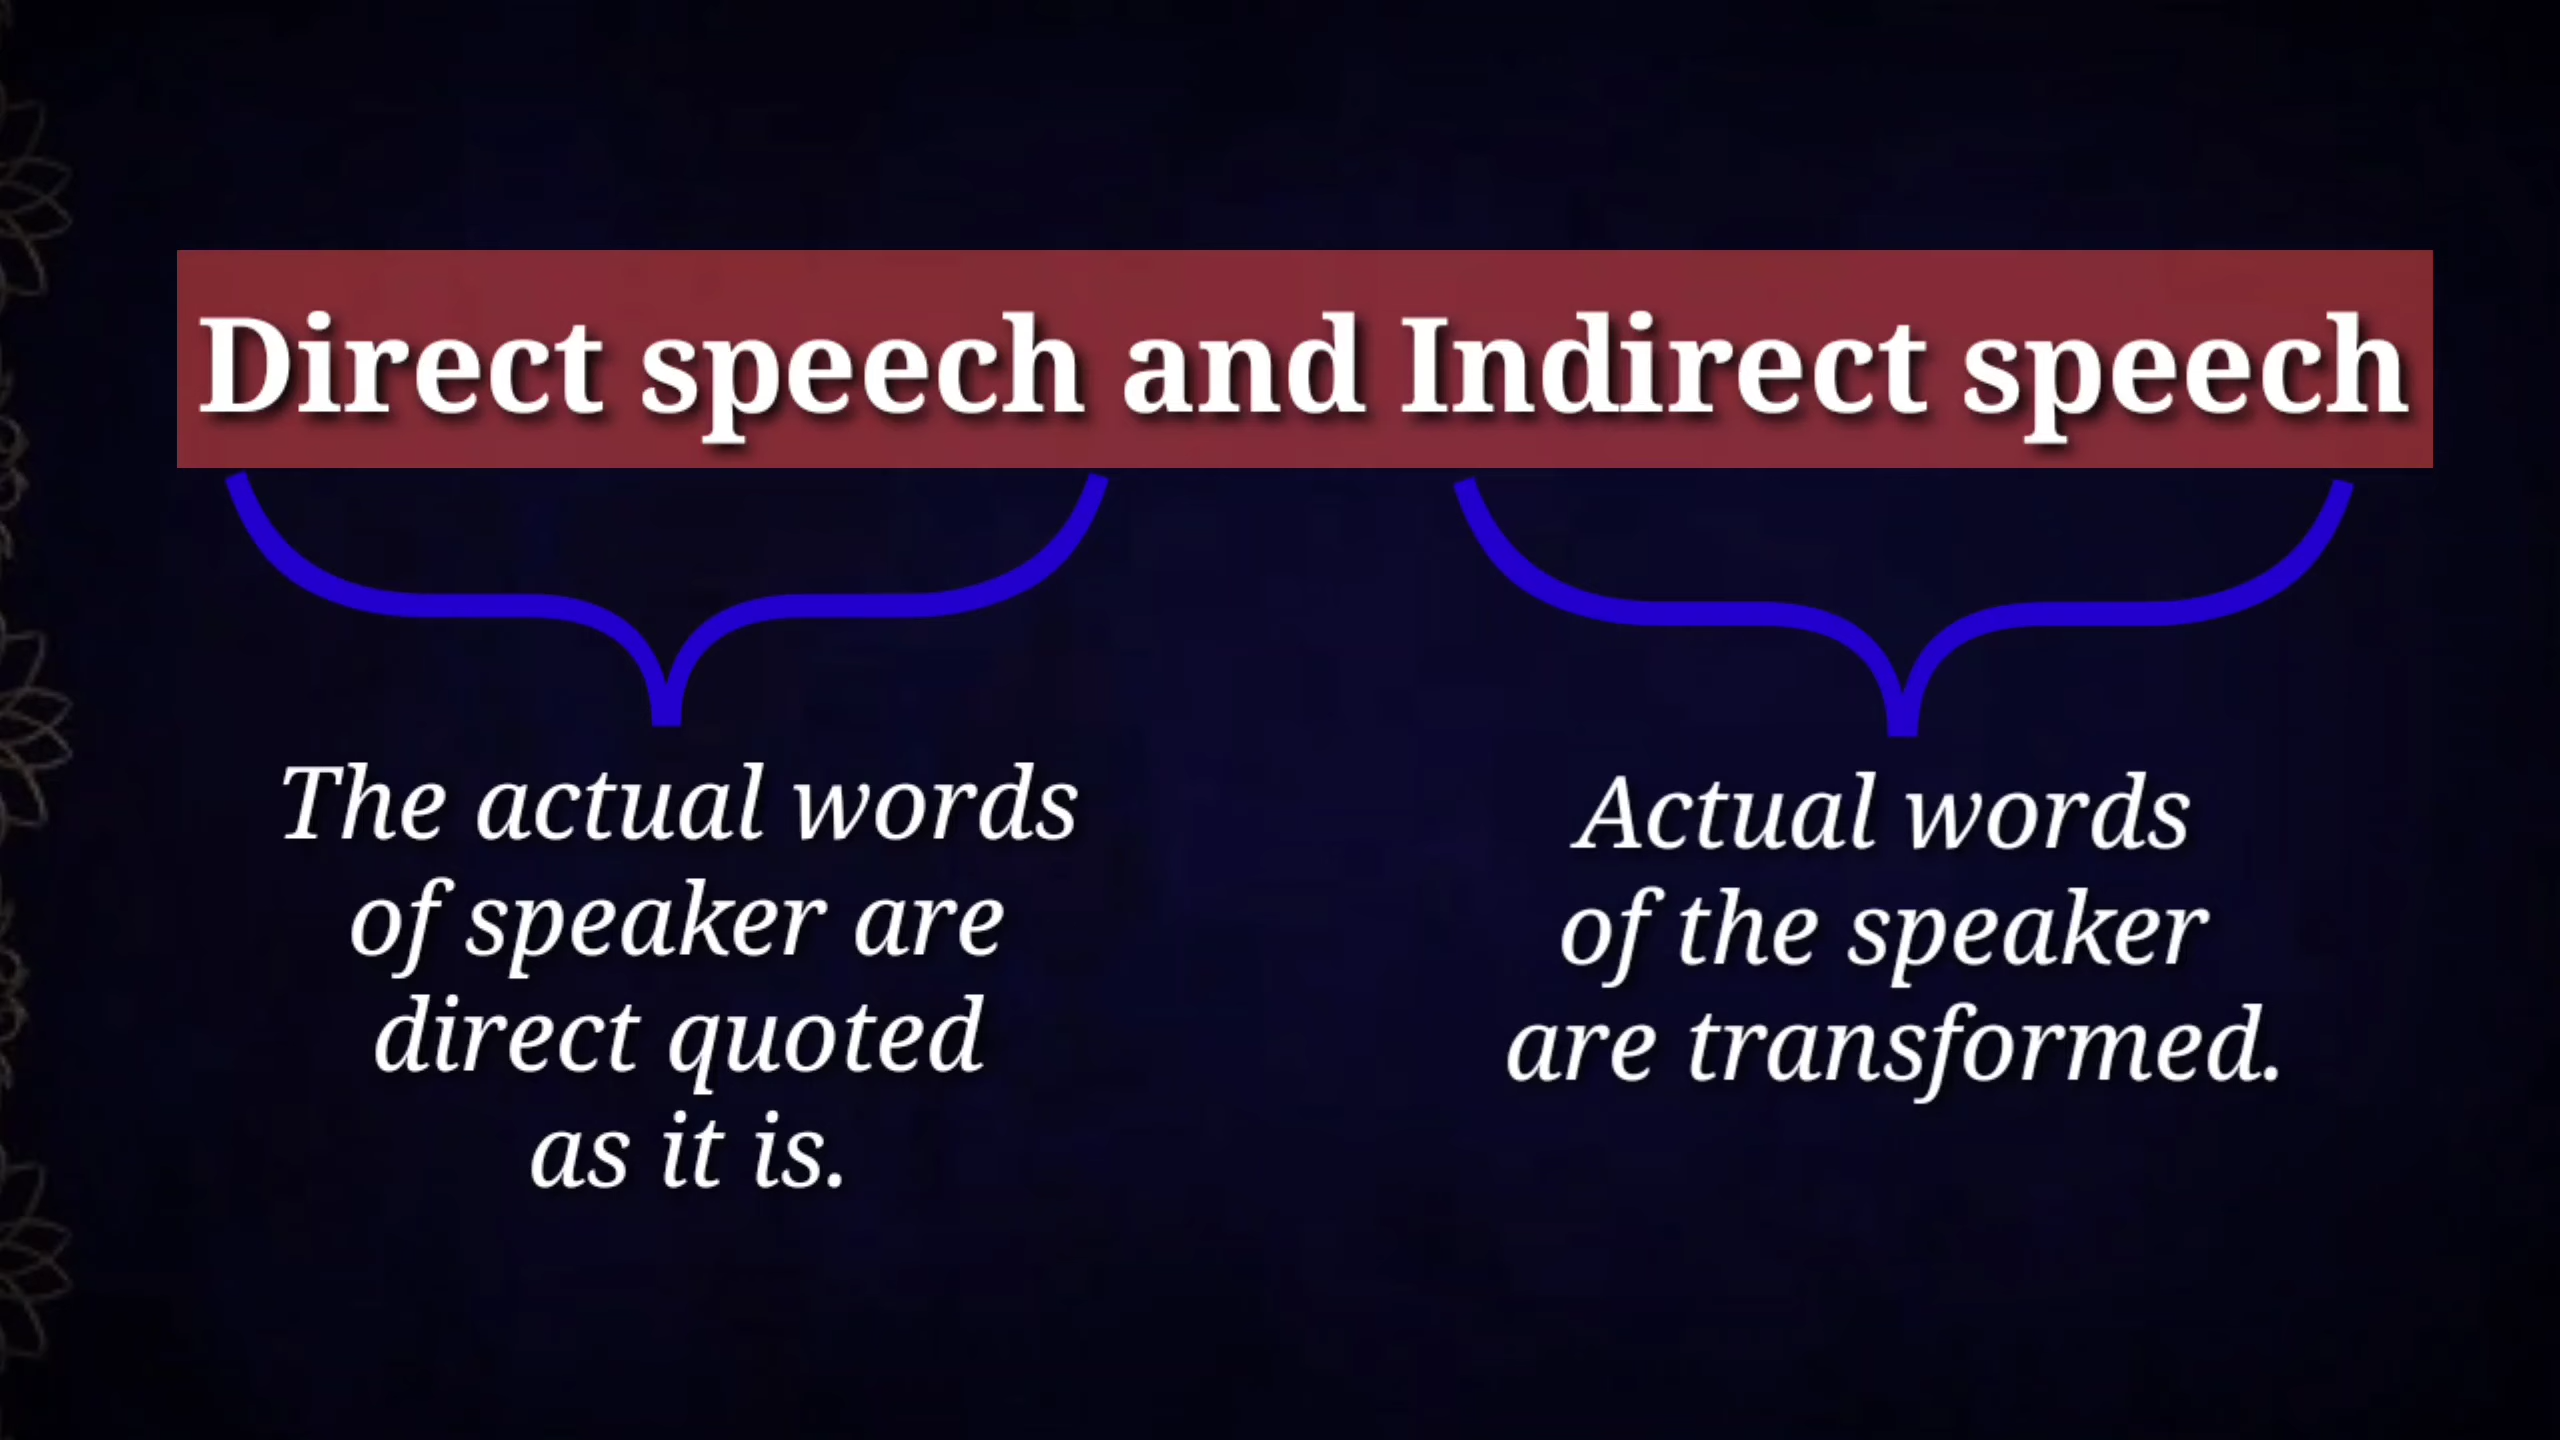 Direct speech and Indirect speech
The actual words
of speaker are
direct quoted
as it is.
Actual words
of the speaker
are transformed.